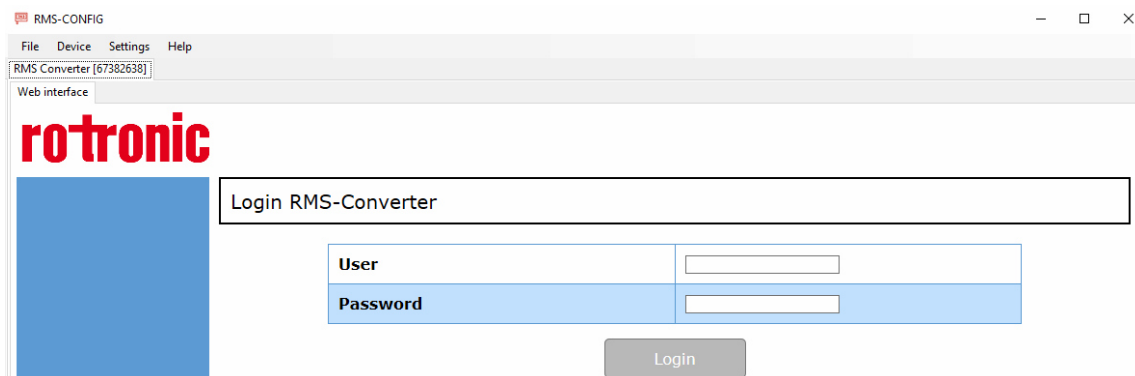 RMS-CONFIG
File Device Settings Help
RMS Converter [67382638]
Web interface
rotronic
Login RMS-Converter
User
Password
Login